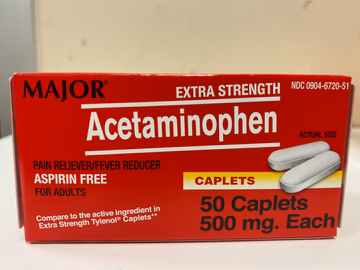 MAJOR®
EXTRA STRENGTH
NDC 0904-6720-51
Acetaminophen
ACTUAL SIZE
PAIN RELIEVER/FEVER REDUCER
ASPIRIN FREE
FOR ADULTS
CAPLETS
Compare to the active ingredient in
Extra Strength Tylenol® Caplets**
50 Caplets
500 mg. Each